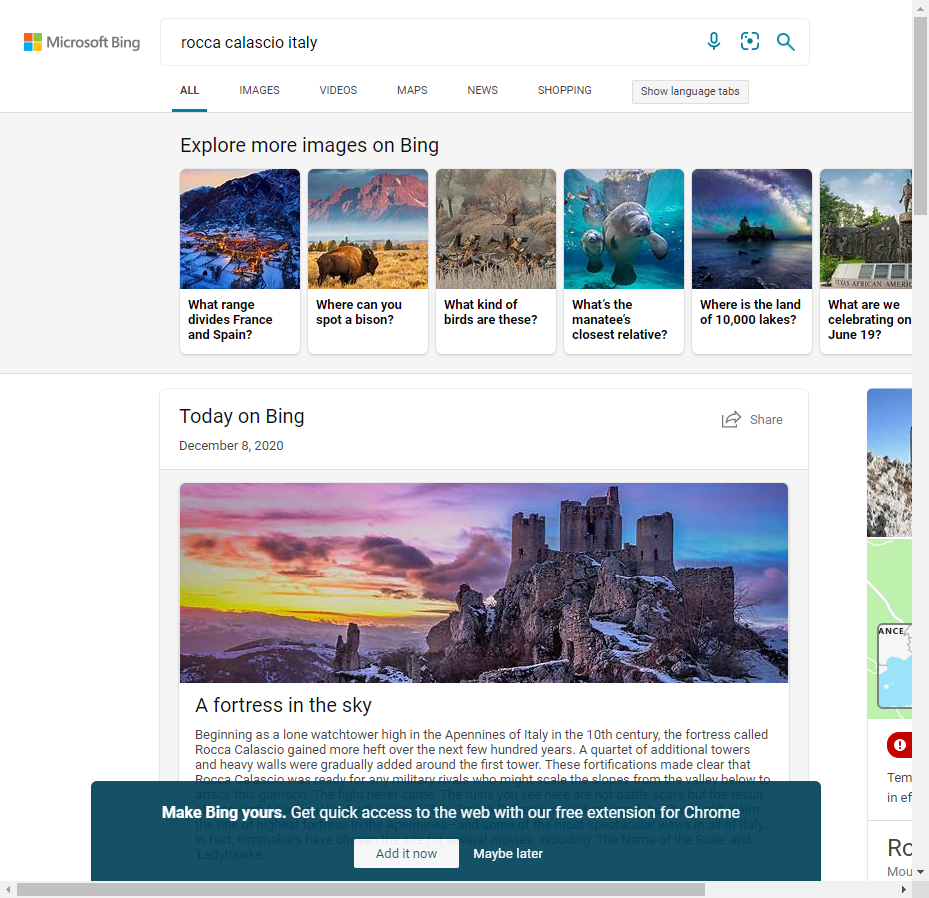 Microsoft Bing
rocca calascio italy
ALL IMAGES VIDEOS MAPS NEWS SHOPPING Show language tabs
Explore more images on Bing
What range
divides France
and Spain?
Where can you
spot a bison?
What kind of
birds are these?
What's the
manatee's
closest relative?
Where is the land
of 10,000 lakes?
TEXAS AFRICAN AMERIC
What are we
celebrating on
June 19?
Today on Bing
Share
December 8, 2020
A fortress in the sky
Beginning as a lone watchtower high in the Apennines of Italy in the 10th century, the fortress called
Rocca Calascio gained more heft over the next few hundred years. A quartet of additional towers
and heavy walls were gradually added around the first tower. These fortifications made clear that
Rocca Calascio was ready for any military rivals who might scale the slopes from the valley below to
attack this garrison. The fight never came. The ruins you see here are not battle scars but the result
the title of highest fortress in the Apennines—and some of the most spectacular views in all of Italy.
In fact, filmmakers have chosen the site for several movies, including 'The Name of the Rose' and
'Ladyhawke.'
Make Bing yours. Get quick access to the web with our free extension for Chrome
Add it now Maybe later
ANCE
Tem
in ef
Ro
Mou